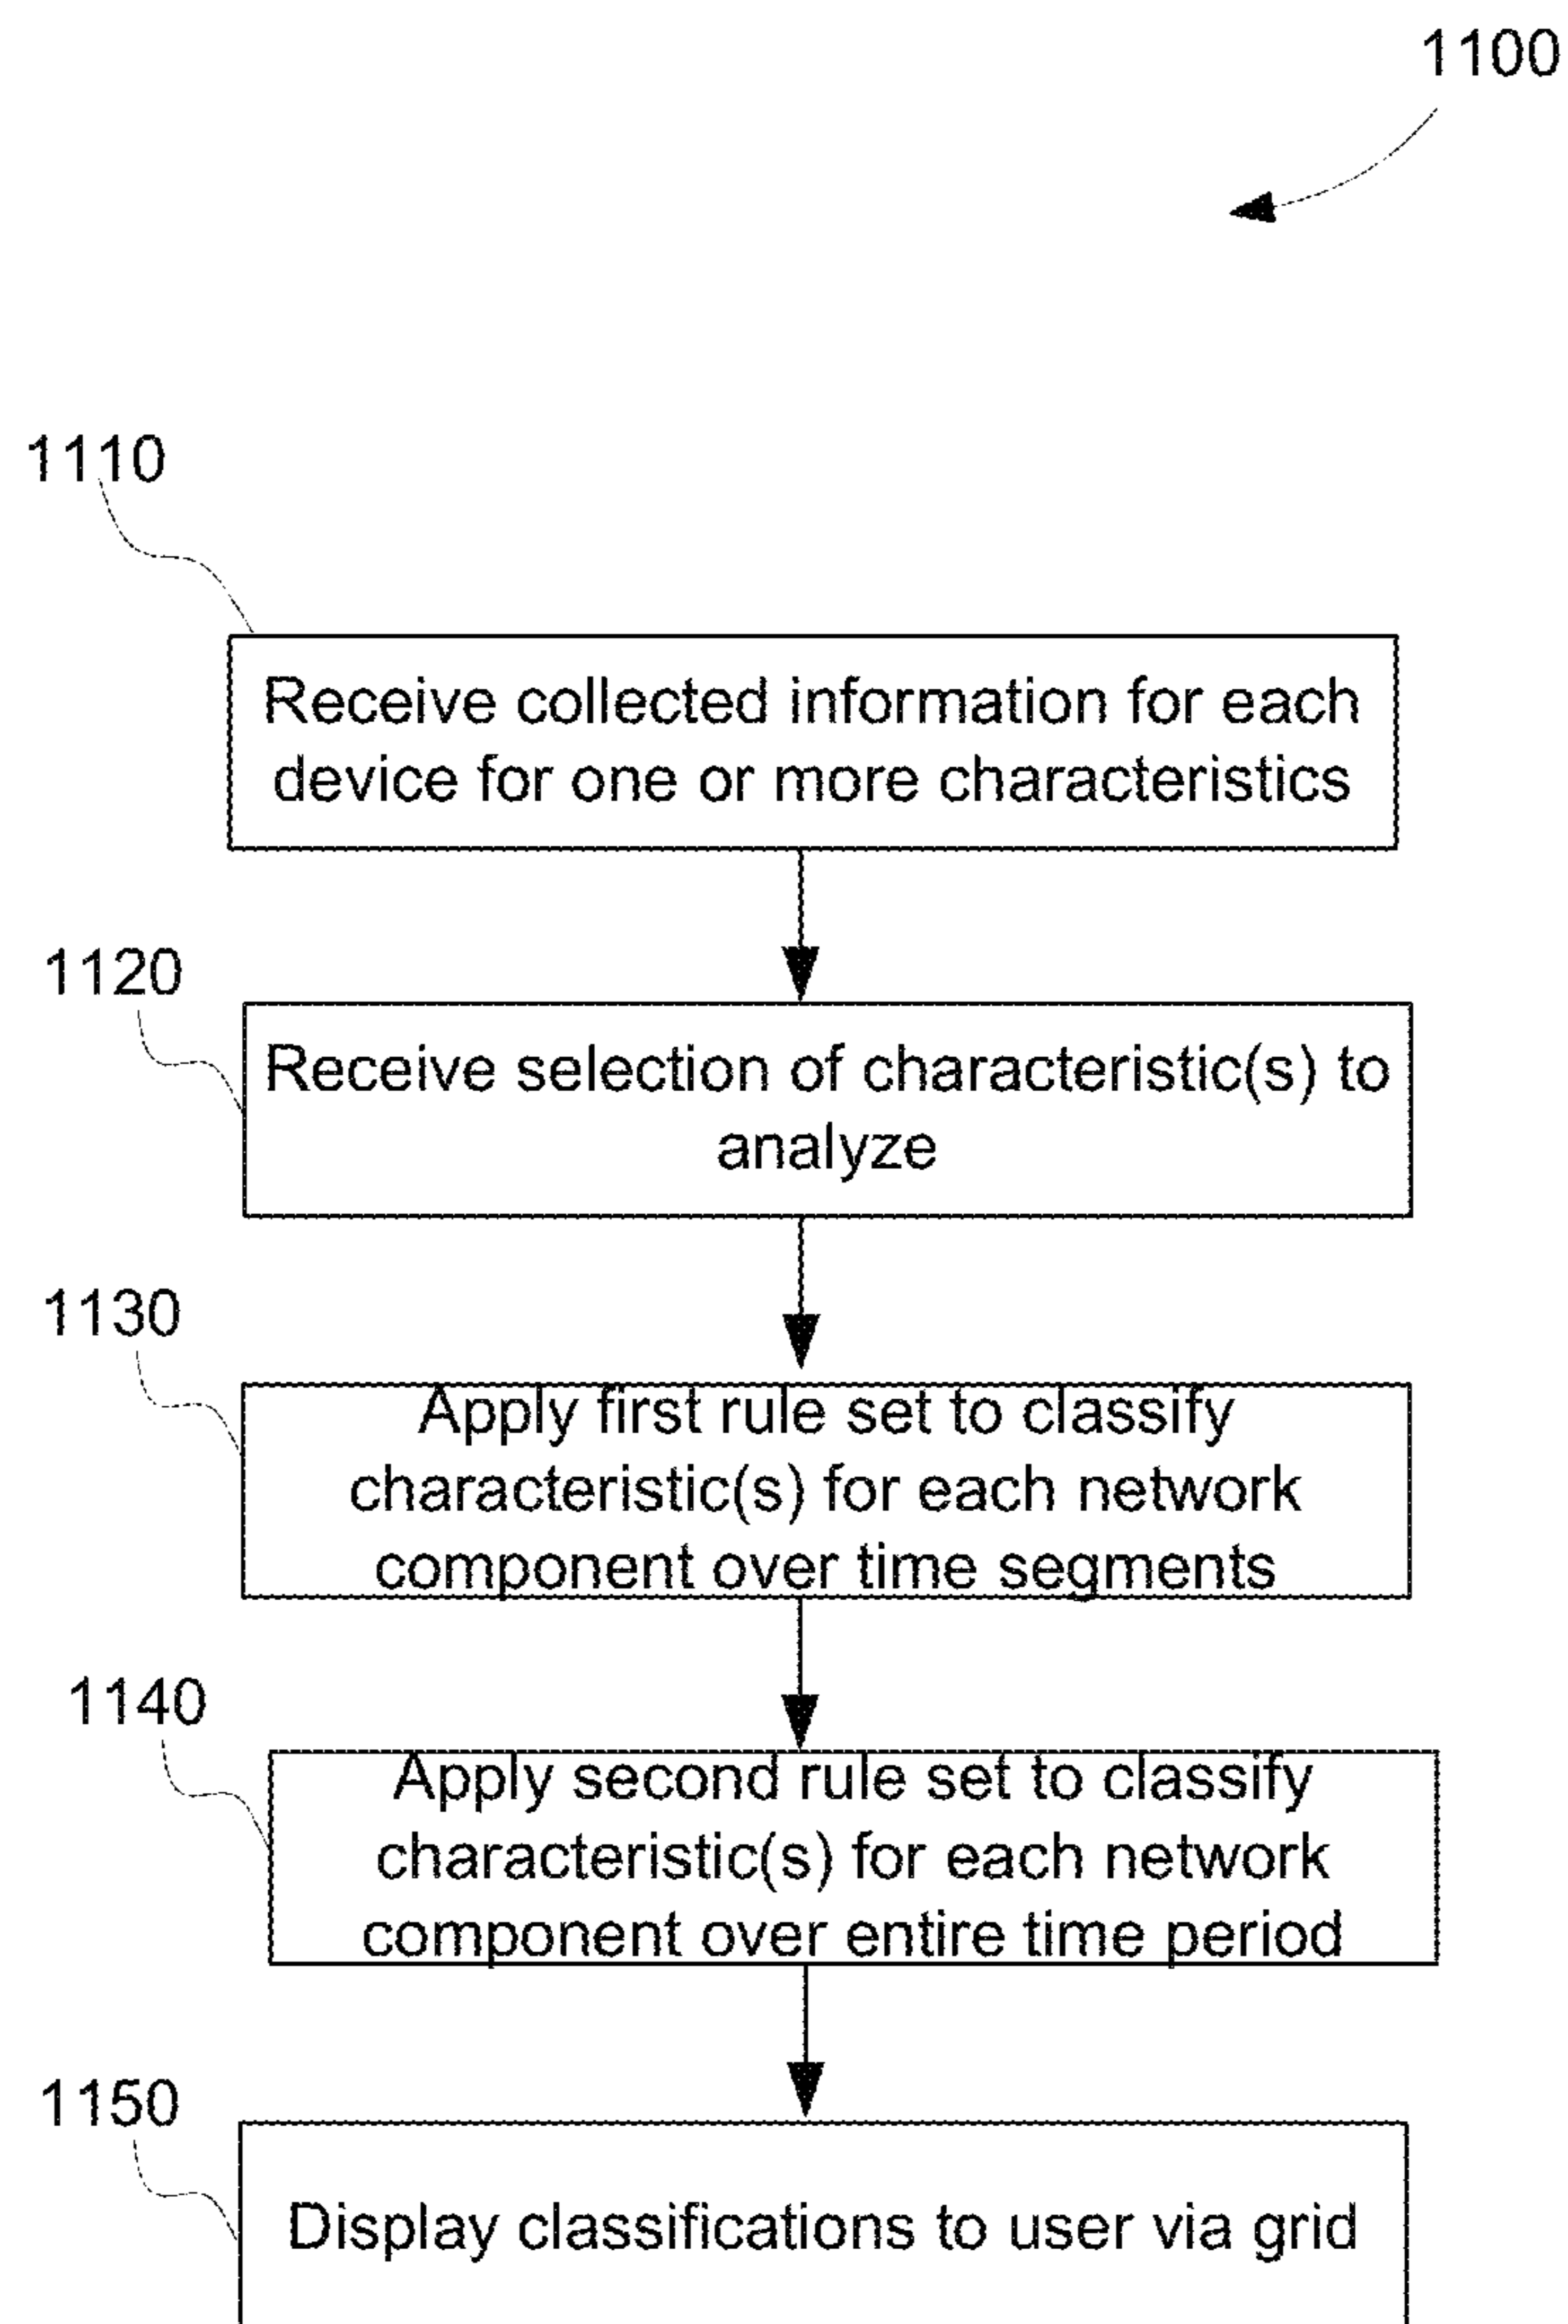 1100
1110
Receive collected information for each
device for one or more characteristics
1120
Receive selection of characteristic(s) to
analyze
1130
Apply first rule set to classify
characteristic(s) for each network
component over time segments
1140
Apply second rule set to classify
characteristic(s) for each network
component over entire time period
1150
Display classifications to user via grid